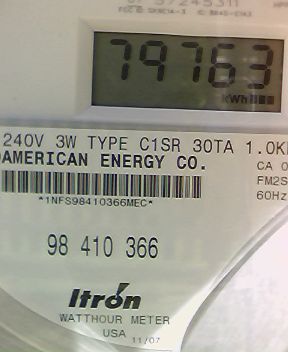 79763
kWh
240V 3W TYPE C1SR 30TA 1.0K
AMERICAN ENERGY CO.
CA 0
FM2S
60Hz
*1NFS98410366MEC*
98 410 366
Itron
WATTHOUR METER
USA 11/07